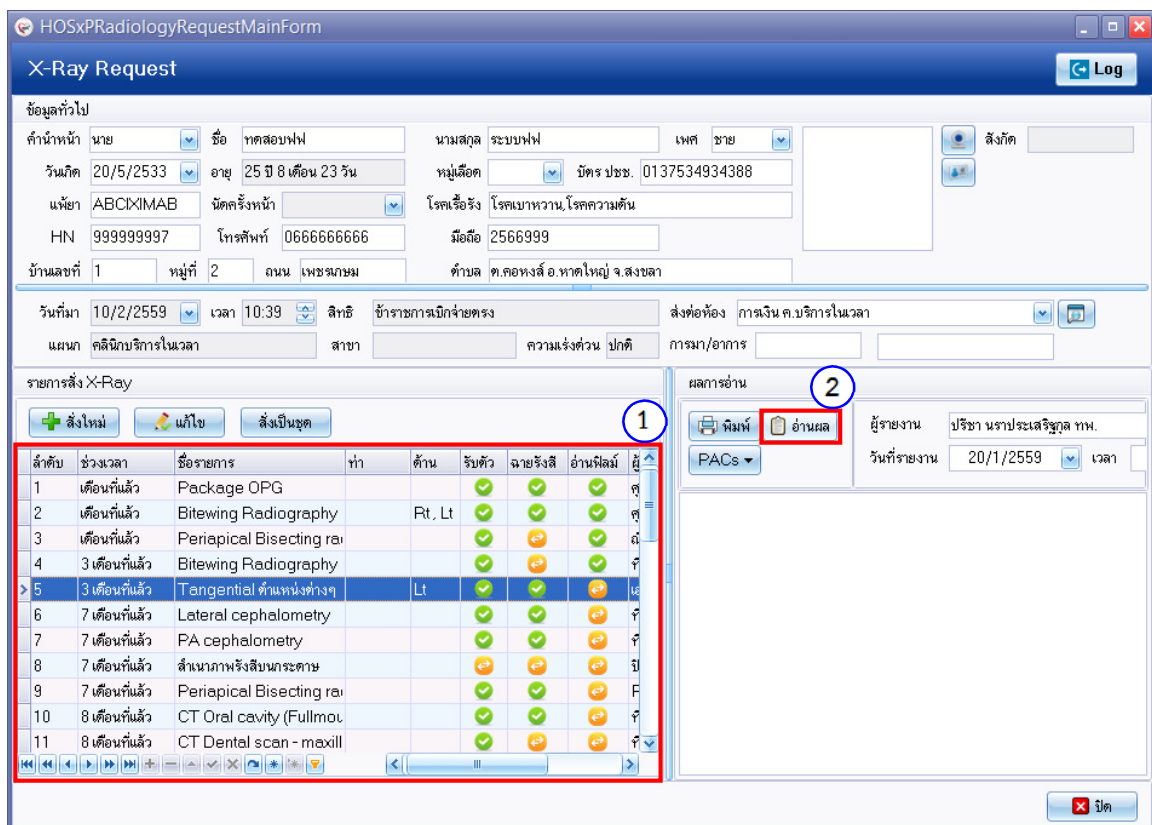 HOSxPRadiologyRequestMainForm
X-Ray Request
Log
ข้อมูลทั่วไป
คำนำหน้า นาย ชื่อ ทดสอบฟฟ นามสกุล ระบบฟฟ เพศ ชาย สังกัด
วันเกิด 20/5/2533 อายุ 25 ปี 8 เดือน 23 วัน หมู่เลือด บัตร ปชช. 0137534934388
แพ้ยา ABCIXIMAB นัดครั้งหน้า โรคเรื้อรัง โรคเบาหวาน,โรคความดัน
HN 999999997 โทรศัพท์ 0666666666 มือถือ 2566999
บ้านเลขที่ 1 หมู่ที่ 2 ถนน เพชรเกษม ตำบล ต.คอหงส์ อ.หาดใหญ่ จ.สงขลา
วันที่มา 10/2/2559 เวลา 10:39 สิทธิ ข้าราชการเบิกจ่ายตรง ส่งต่อห้อง การเงิน ค.บริการในเวลา
แผนก คลินิกบริการในเวลา สาขา ความเร่งด่วน ปกติ การมา/อาการ
รายการสั่ง X-Ray
1
สั่งใหม่ แก้ไข สั่งเป็นชุด
ลำดับ ช่วงเวลา ชื่อรายการ ท่า ด้าน รับตัว ฉายรังสี อ่านฟิลม์
1 เดือนที่แล้ว Package OPG
2 เดือนที่แล้ว Bitewing Radiography Rt, Lt
3 เดือนที่แล้ว Periapical Bisecting ra
4 3 เดือนที่แล้ว Bitewing Radiography
5 3 เดือนที่แล้ว Tangential ตำแหน่งต่างๆ Lt
6 7 เดือนที่แล้ว Lateral cephalometry
7 7 เดือนที่แล้ว PA cephalometry
8 7 เดือนที่แล้ว สำเนาภาพรังสีบนกระดาษ
9 7 เดือนที่แล้ว Periapical Bisecting ra
10 8 เดือนที่แล้ว CT Oral cavity (Fullmou
11 8 เดือนที่แล้ว CT Dental scan - maxill
ผลการอ่าน
2
พิมพ์ อ่านผล ผู้รายงาน ปรีชา นราประเสริฐกุล ทพ.
PACs วันที่รายงาน 20/1/2559 เวลา
ปิด